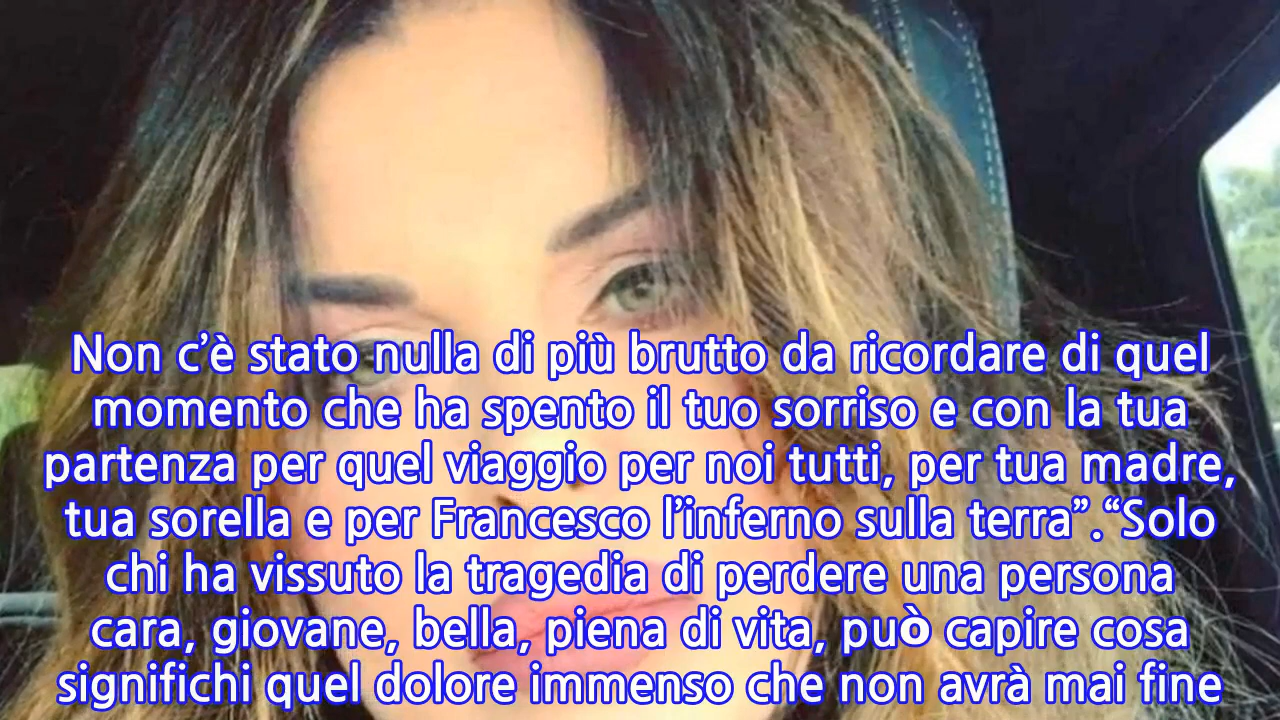 Non c’è stato nulla di più brutto da ricordare di quel
momento che ha spento il tuo sorriso e con la tua
partenza per quel viaggio per noi tutti, per tua madre,
tua sorella e per Francesco l’inferno sulla terra”.“Solo
chi ha vissuto la tragedia di perdere una persona
cara, giovane, bella, piena di vita, può capire cosa
significhi quel dolore immenso che non avrà mai fine